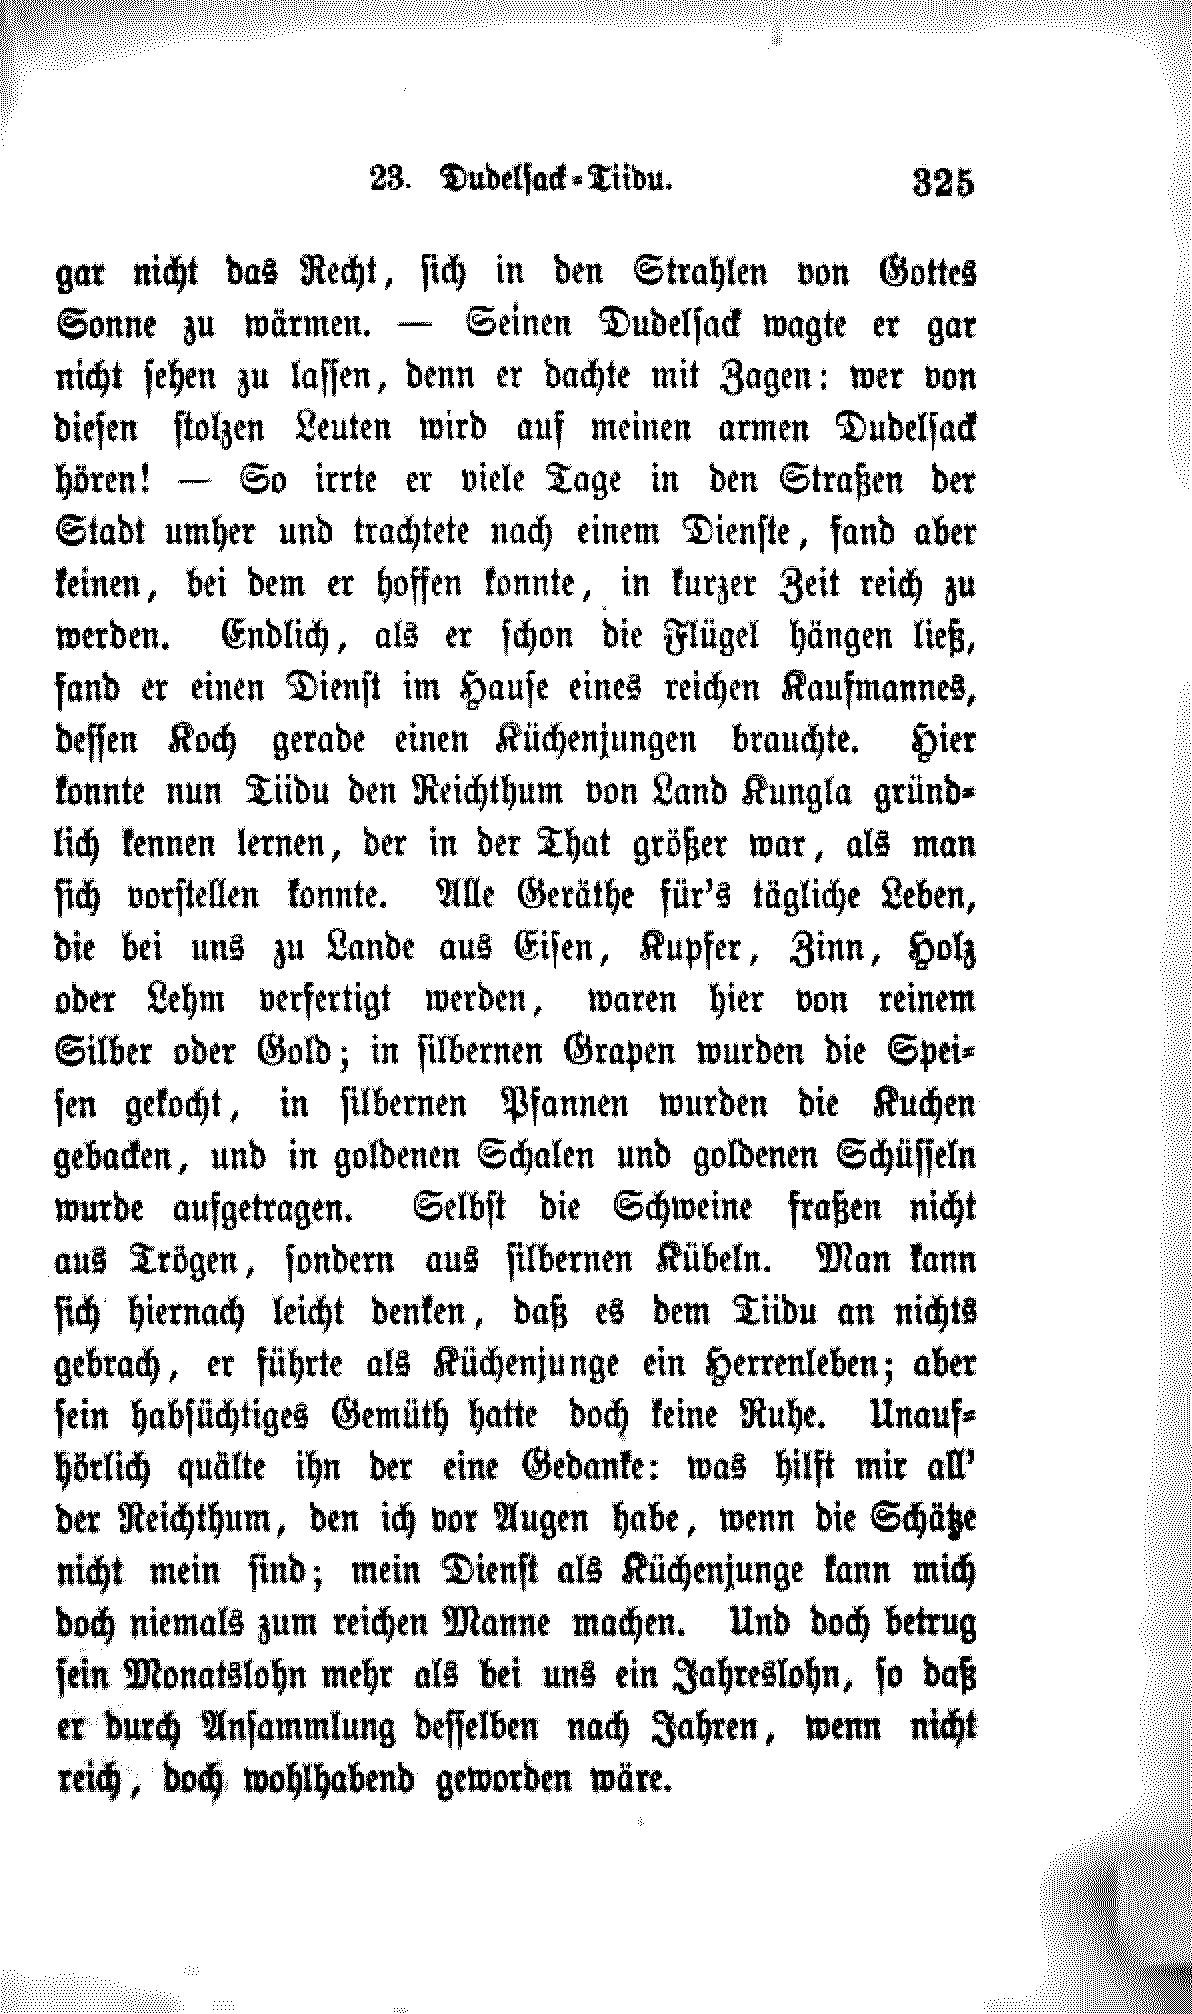 23. Dudelsack-Tiidu. 325
gar nicht das Recht, sich in den Strahlen von Gottes
Sonne zu wärmen. — Seinen Dudelsack wagte er gar
nicht sehen zu lassen, denn er dachte mit Zagen: wer von
diesen stolzen Leuten wird auf meinen armen Dudelsack
hören! — So irrte er viele Tage in den Straßen der
Stadt umher und trachtete nach einem Dienste, fand aber
keinen, bei dem er hoffen konnte, in kurzer Zeit reich zu
werden. Endlich, als er schon die Flügel hängen ließ,
fand er einen Dienst im Hause eines reichen Kaufmannes,
dessen Koch gerade einen Küchenjungen brauchte. Hier
konnte nun Tiidu den Reichthum von Land Kungla gründ-
lich kennen lernen, der in der That größer war, als man
sich vorstellen konnte. Alle Geräthe für's tägliche Leben,
die bei uns zu Lande aus Eisen, Kupfer, Zinn, Holz
oder Lehm verfertigt werden, waren hier von reinem
Silber oder Gold; in silbernen Grapen wurden die Spei-
sen gekocht, in silbernen Pfannen wurden die Kuchen
gebacken, und in goldenen Schalen und goldenen Schüsseln
wurde aufgetragen. Selbst die Schweine fraßen nicht
aus Trögen, sondern aus silbernen Kübeln. Man kann
sich hiernach leicht denken, daß es dem Tiidu an nichts
gebrach, er führte als Küchenjunge ein Herrenleben; aber
sein habsüchtiges Gemüth hatte doch keine Ruhe. Unauf-
hörlich quälte ihn der eine Gedanke: was hilft mir all'
der Reichthum, den ich vor Augen habe, wenn die Schätze
nicht mein sind; mein Dienst als Küchenjunge kann mich
doch niemals zum reichen Manne machen. Und doch betrug
sein Monatslohn mehr als bei uns ein Jahreslohn, so daß
er durch Ansammlung desselben nach Jahren, wenn nicht
reich, doch wohlhabend geworden wäre.